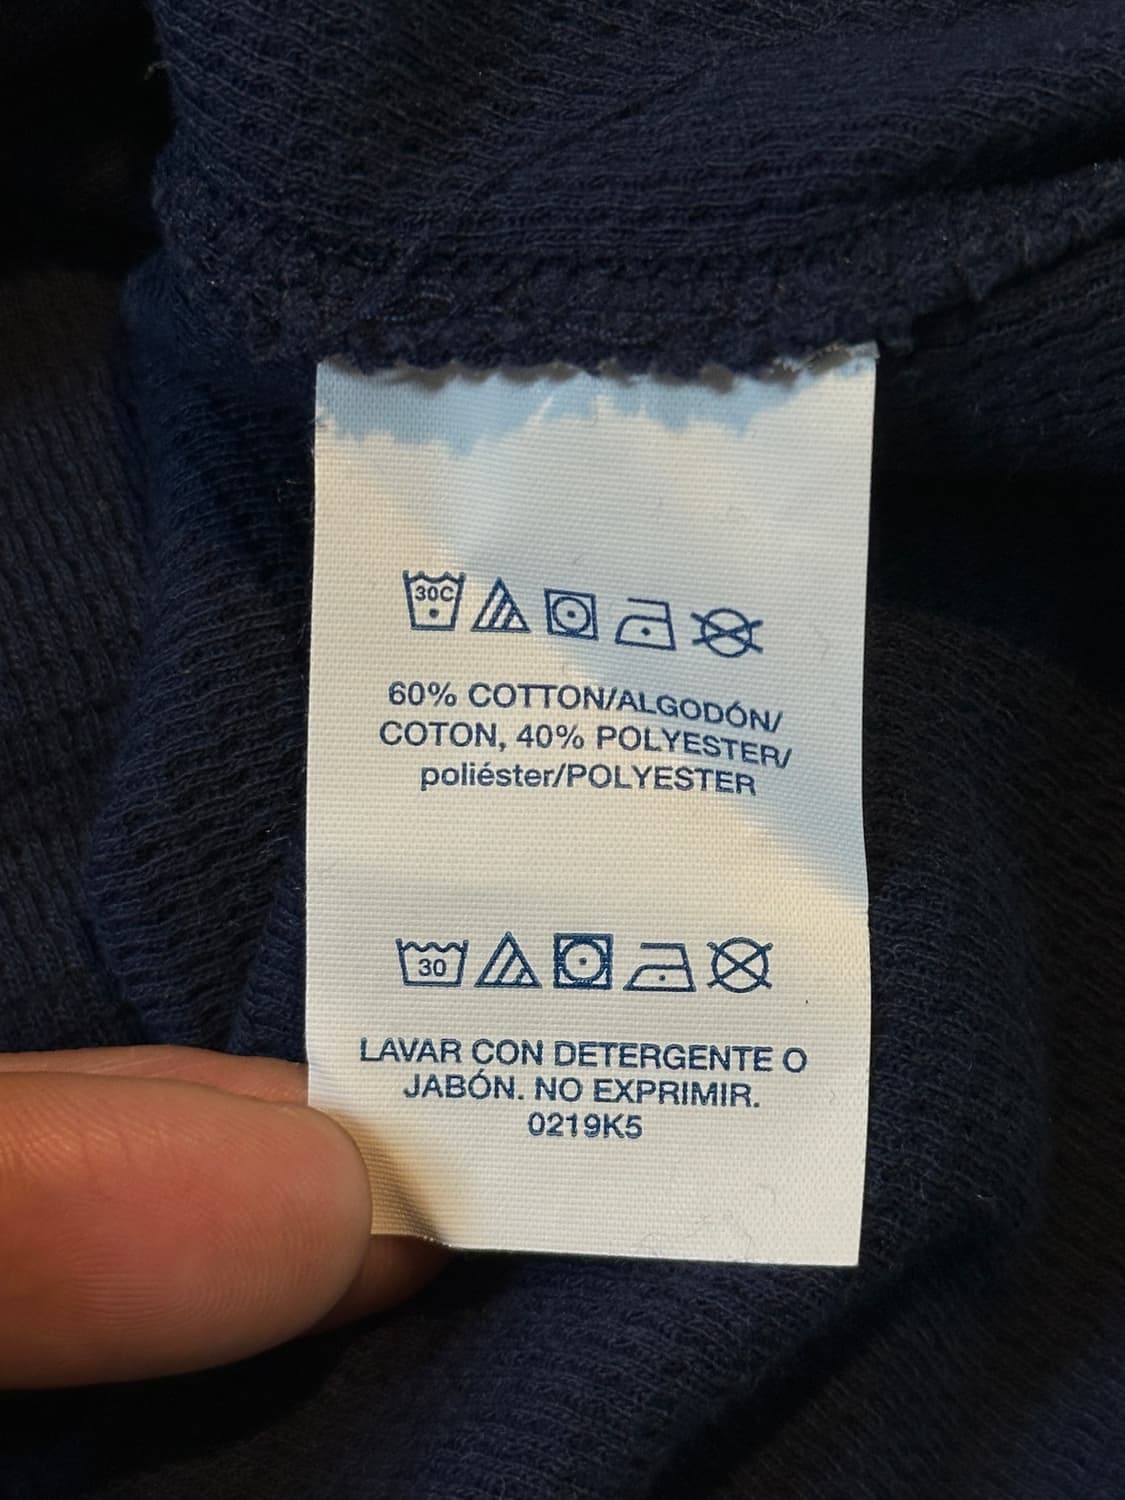 30C
60% COTTON/ALGODÓN/
COTON, 40% POLYESTER/
poliéster/POLYESTER
30
LAVAR CON DETERGENTE O
JABÓN. NO EXPRIMIR.
0219K5